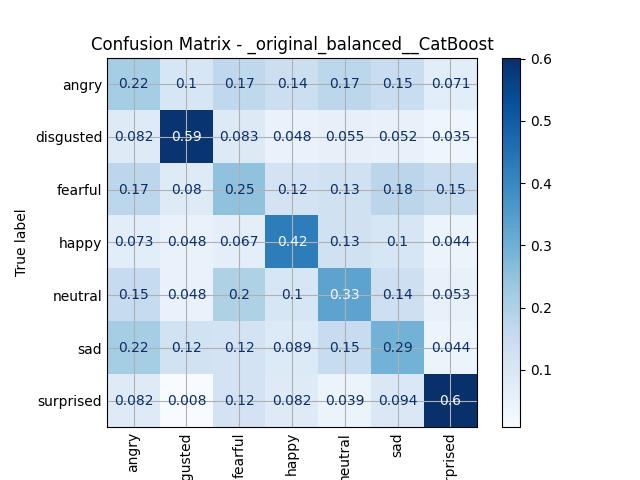 Confusion Matrix - _original_balanced__CatBoost
angry 0.22 0.1 0.17 0.14 0.17 0.15 0.071
disgusted 0.082 0.59 0.083 0.048 0.055 0.052 0.035
fearful 0.17 0.08 0.25 0.12 0.13 0.18 0.15
happy 0.073 0.048 0.067 0.42 0.13 0.1 0.044
neutral 0.15 0.048 0.2 0.1 0.33 0.14 0.053
sad 0.22 0.12 0.12 0.089 0.15 0.29 0.044
surprised 0.082 0.008 0.12 0.082 0.039 0.094 0.6
True label
angry
gusted
fearful
happy
neutral
sad
prised
0.6
0.5
0.4
0.3
0.2
0.1